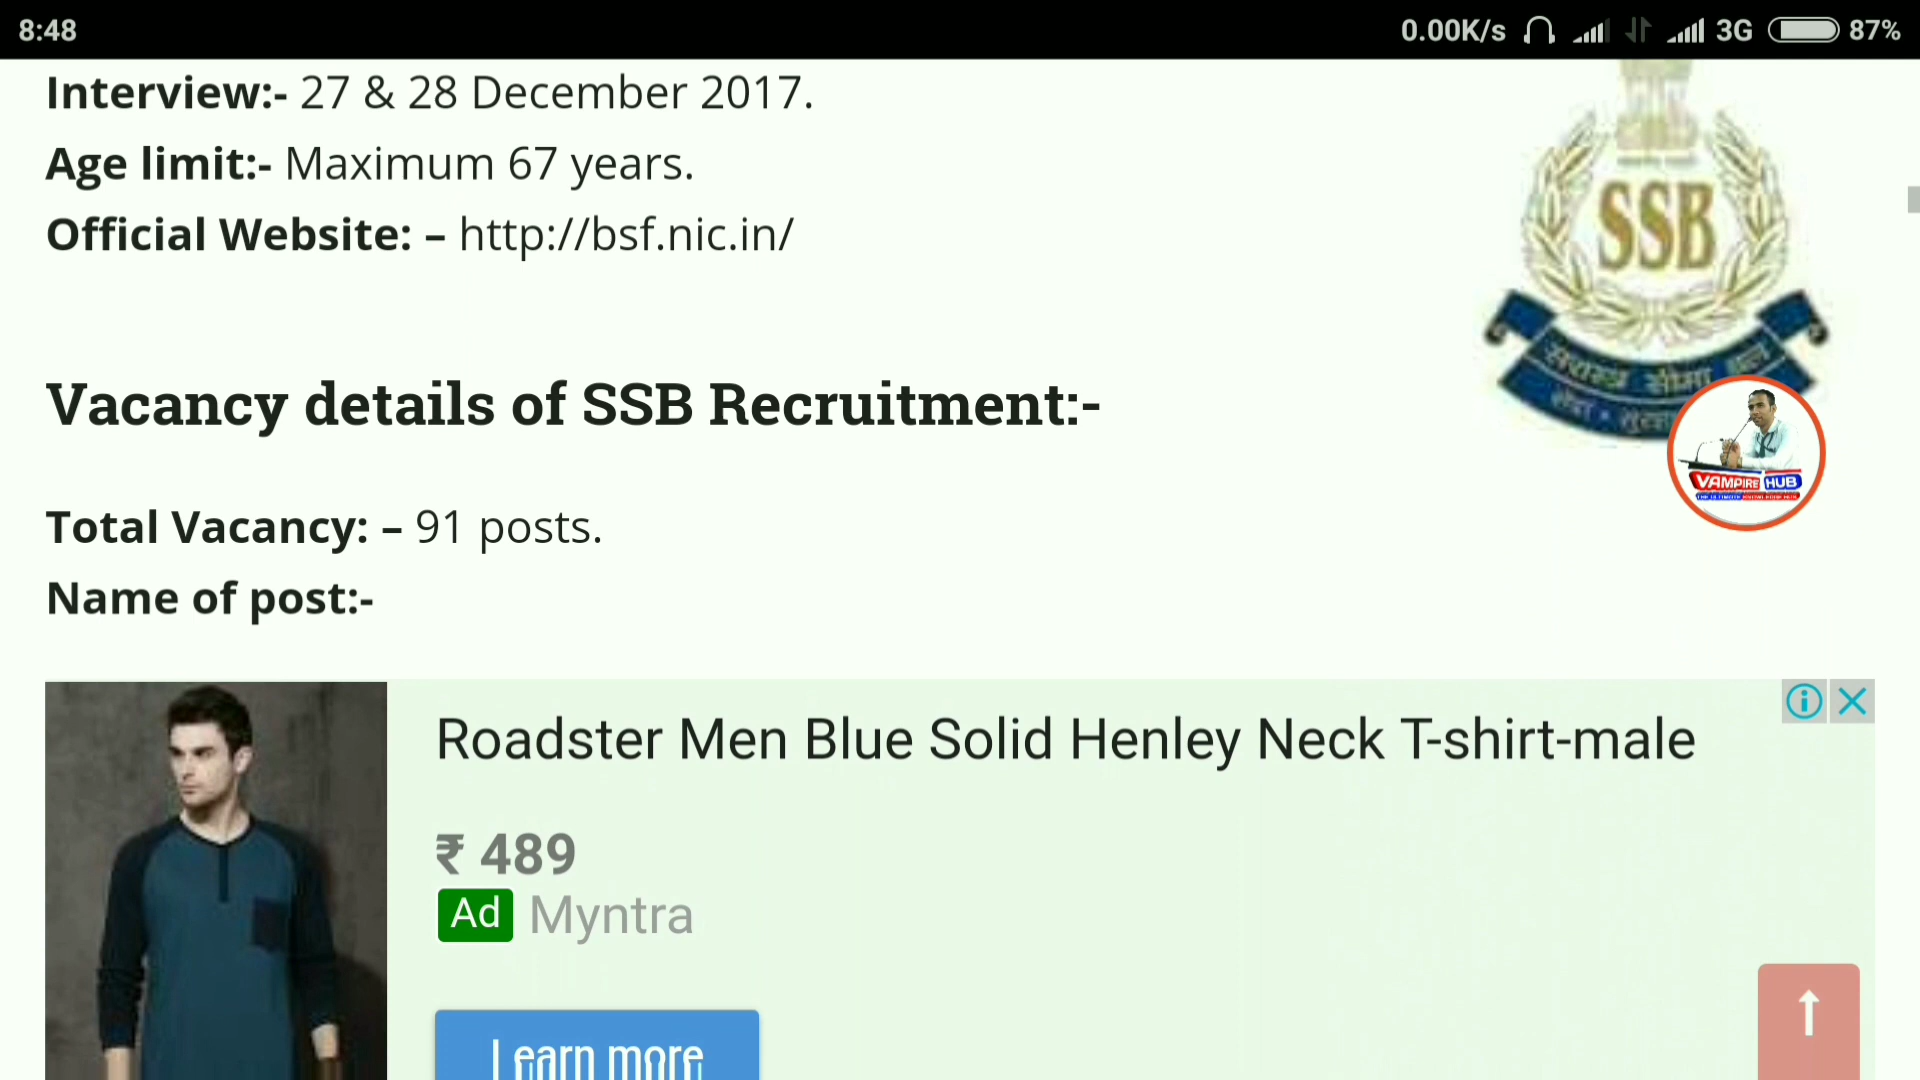 8:48
0.00K/s 3G 87%
Interview:- 27 & 28 December 2017.
Age limit:- Maximum 67 years.
Official Website: – http://bsf.nic.in/
SSB
Vacancy details of SSB Recruitment:-
VAMPIRE HUB
Total Vacancy: – 91 posts.
Name of post:-
Roadster Men Blue Solid Henley Neck T-shirt-male
₹ 489
Ad Myntra
Learn more